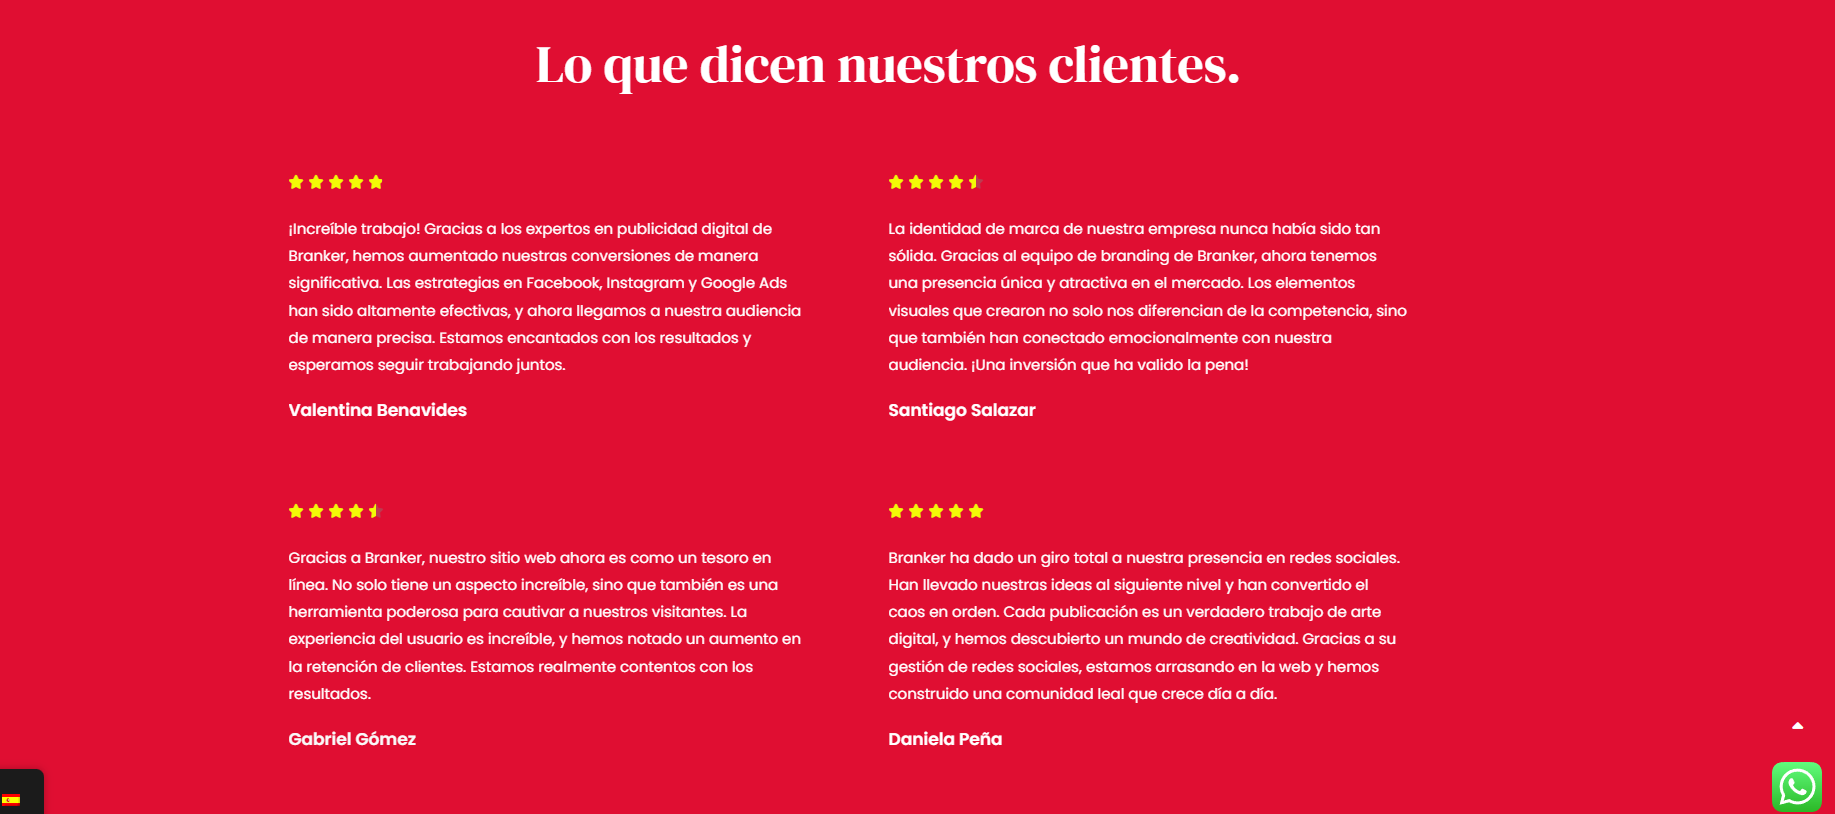 Lo que dicen nuestros clientes.
¡Increíble trabajo! Gracias a los expertos en publicidad digital de
Branker, hemos aumentado nuestras conversiones de manera
significativa. Las estrategias en Facebook, Instagram y Google Ads
han sido altamente efectivas, y ahora llegamos a nuestra audiencia
de manera precisa. Estamos encantados con los resultados y
esperamos seguir trabajando juntos.
Valentina Benavides
La identidad de marca de nuestra empresa nunca había sido tan
sólida. Gracias al equipo de branding de Branker, ahora tenemos
una presencia única y atractiva en el mercado. Los elementos
visuales que crearon no solo nos diferencian de la competencia, sino
que también han conectado emocionalmente con nuestra
audiencia. ¡Una inversión que ha valido la pena!
Santiago Salazar
Gracias a Branker, nuestro sitio web ahora es como un tesoro en
línea. No solo tiene un aspecto increíble, sino que también es una
herramienta poderosa para cautivar a nuestros visitantes. La
experiencia del usuario es increíble, y hemos notado un aumento en
la retención de clientes. Estamos realmente contentos con los
resultados.
Gabriel Gómez
Branker ha dado un giro total a nuestra presencia en redes sociales.
Han llevado nuestras ideas al siguiente nivel y han convertido el
caos en orden. Cada publicación es un verdadero trabajo de arte
digital, y hemos descubierto un mundo de creatividad. Gracias a su
gestión de redes sociales, estamos arrasando en la web y hemos
construido una comunidad leal que crece día a día.
Daniela Peña